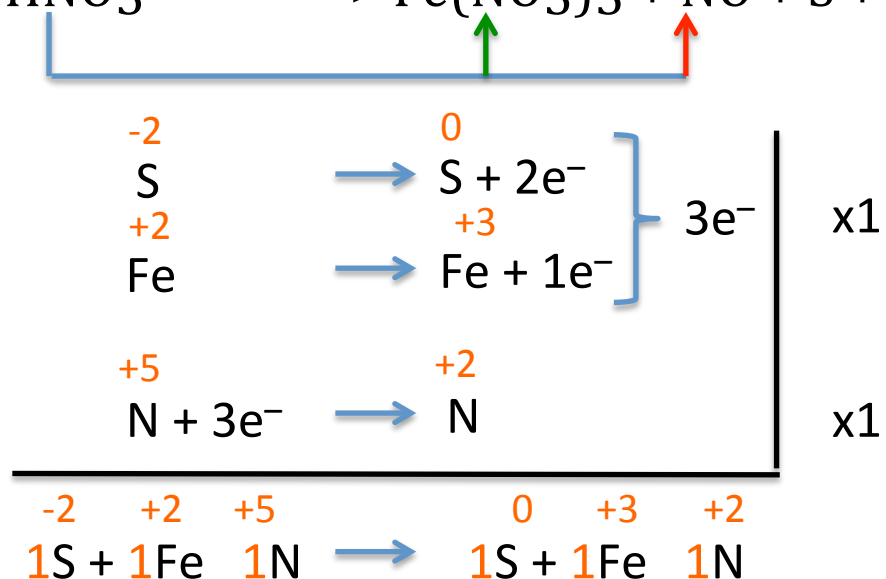 HNO3 → Fe(NO3)3 + NO + S +
-2 0
S → S + 2e⁻
+2 +3 3e⁻ x1
Fe → Fe + 1e⁻
+5 +2
N + 3e⁻ → N x1
-2 +2 +5 0 +3 +2
1S + 1Fe 1N → 1S + 1Fe 1N